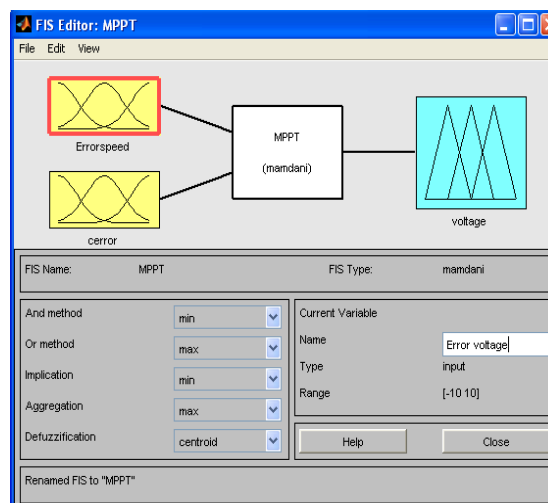 FIS Editor: MPPT
File Edit View
Errorspeed
cerror
MPPT
(mamdani)
voltage
FIS Name: MPPT FIS Type: mamdani
And method min
Or method max
Implication min
Aggregation max
Defuzzification centroid
Current Variable
Name Error voltage
Type input
Range [-10 10]
Help Close
Renamed FIS to "MPPT"